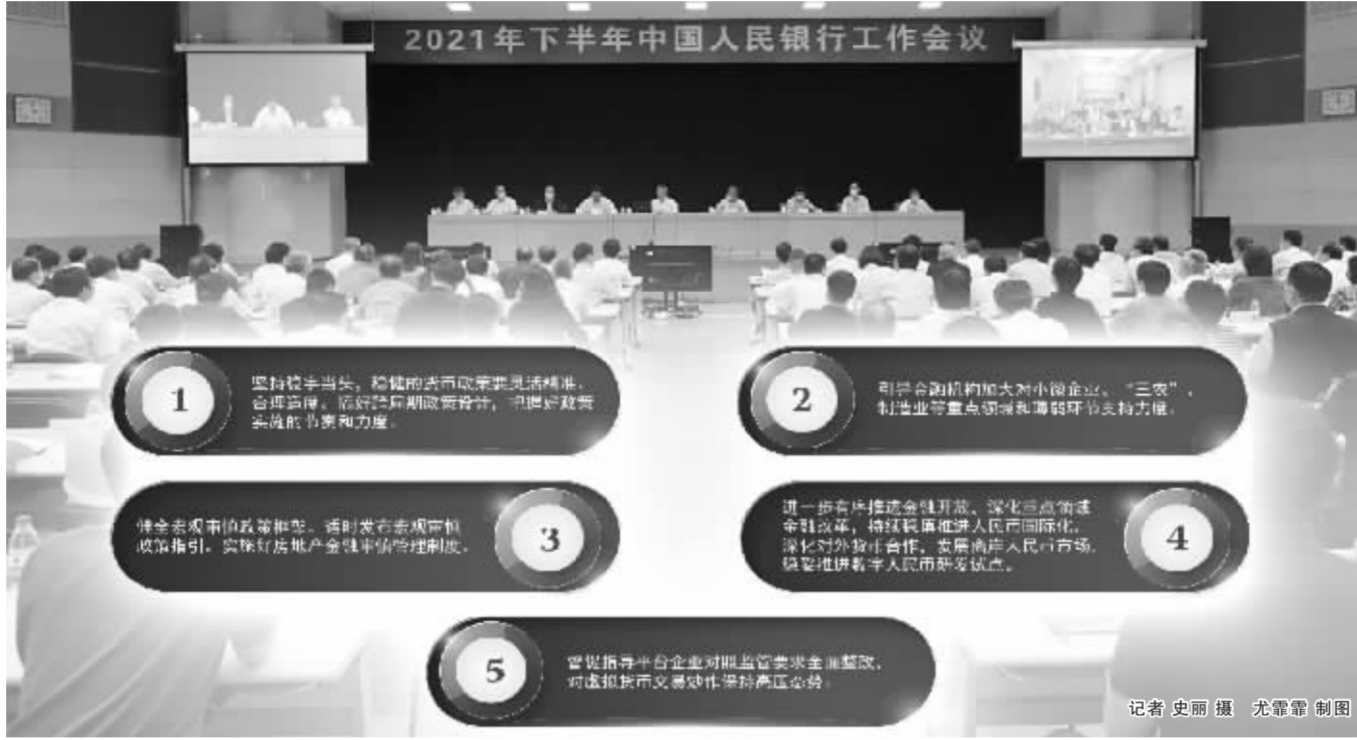 2021年下半年中国人民银行工作会议
1
坚持稳字当头，稳健的货币政策要灵活精准、
合理适度。搞好跨周期政策设计，把握好政策
实施的节奏和力度。
2
引导金融机构加大对小微企业、“三农”、
制造业等重点领域和薄弱环节支持力度。
健全宏观审慎政策框架。适时发布宏观审慎
政策指引。实施好房地产金融审慎管理制度。
3
进一步有序推进金融开放、深化重点领域
金融改革，持续稳慎推进人民币国际化，
深化对外货币合作，发展离岸人民币市场，
稳妥推进数字人民币研发试点。
4
5
督促指导平台企业对照监管要求全面整改，
对虚拟货币交易炒作保持高压态势。
记者 史丽 摄 尤霏霏 制图